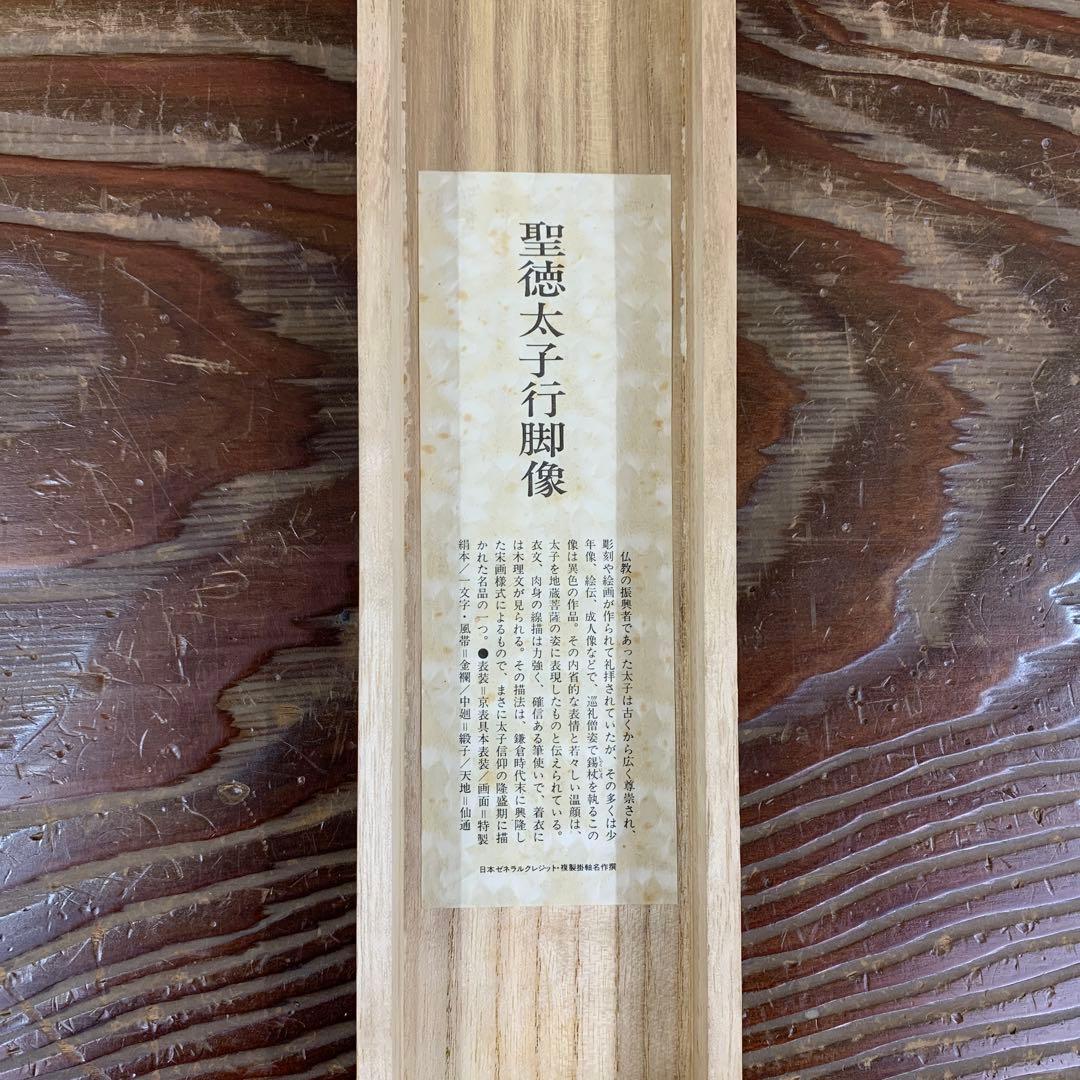 聖徳太子行脚像
仏教の振興者であった太子は古くから広く尊崇され、
彫刻や絵画が作られて礼拝されていたが、その多くは少
年像、絵伝、成人像などで、巡礼僧姿で錫杖を執るこの
像は異色の作品。その内省的な表情と若々しい温顔は、
太子を地蔵菩薩の姿に表現したものと伝えられている。
衣文、肉身の線描は力強く、確信ある筆使いで、着衣に
は木理文が見られる。その描法は、鎌倉時代末に興隆し
た宋画様式によるもので、まさに太子信仰の隆盛期に描
かれた名品の一つ。●表装＝京表具本表装／画面＝特製
絹本／一文字・風帯＝金襴／中廻＝緞子／天地＝仙通
日本ゼネラルクレジット・複製掛軸名作撰